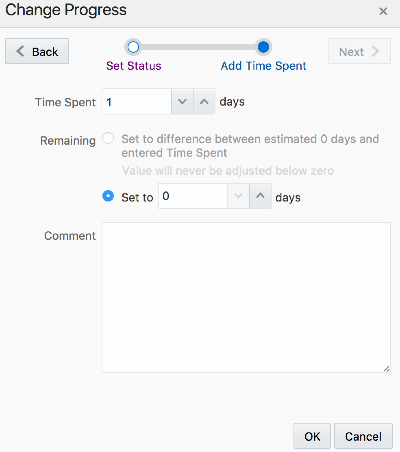 Change Progress
Back
Next
Set Status
Add Time Spent
Time Spent 1 days
Remaining Set to difference between estimated 0 days and
entered Time Spent
Value will never be adjusted below zero
Set to 0 days
Comment
OK Cancel